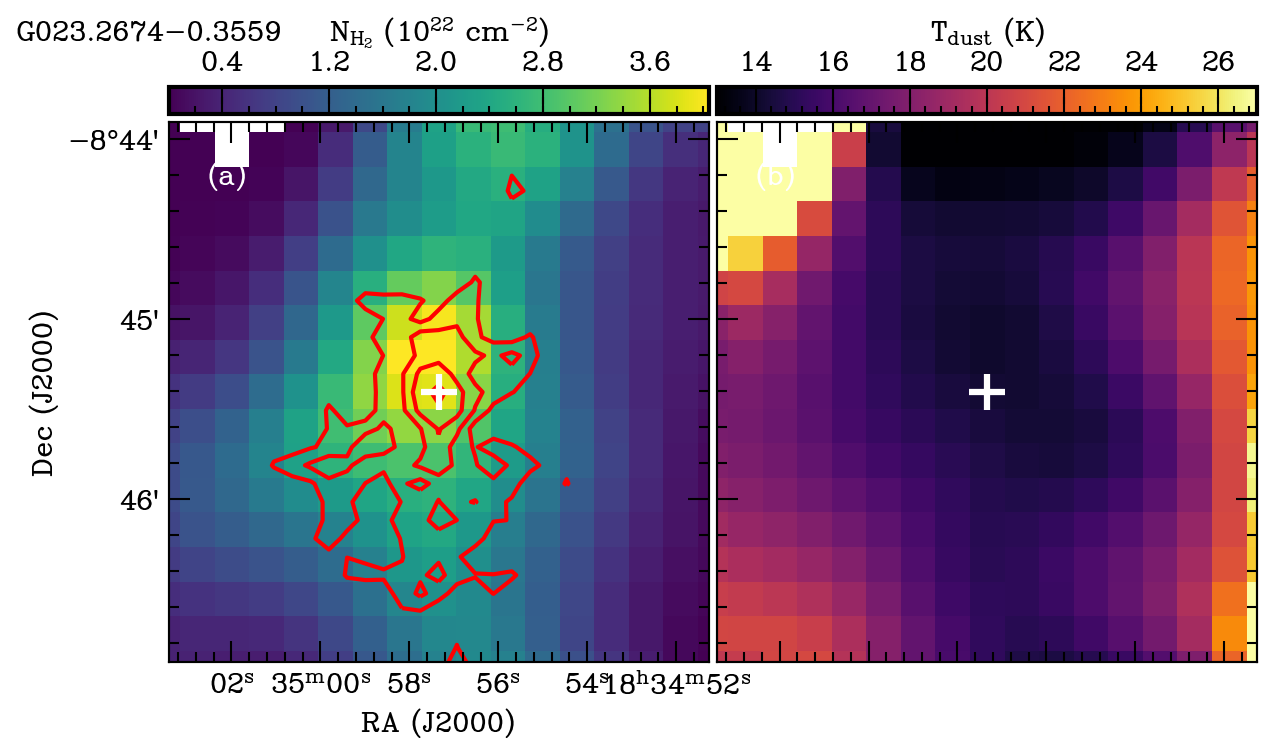 G023.2674−0.3559 N_H₂ (10²² cm⁻²) T_dust (K)
0.4 1.2 2.0 2.8 3.6 14 16 18 20 22 24 26
−8°44'
(a) (b)
45'
Dec (J2000)
46'
02ˢ 35ᵐ00ˢ 58ˢ 56ˢ 54ˢ 18ʰ34ᵐ52ˢ
RA (J2000)